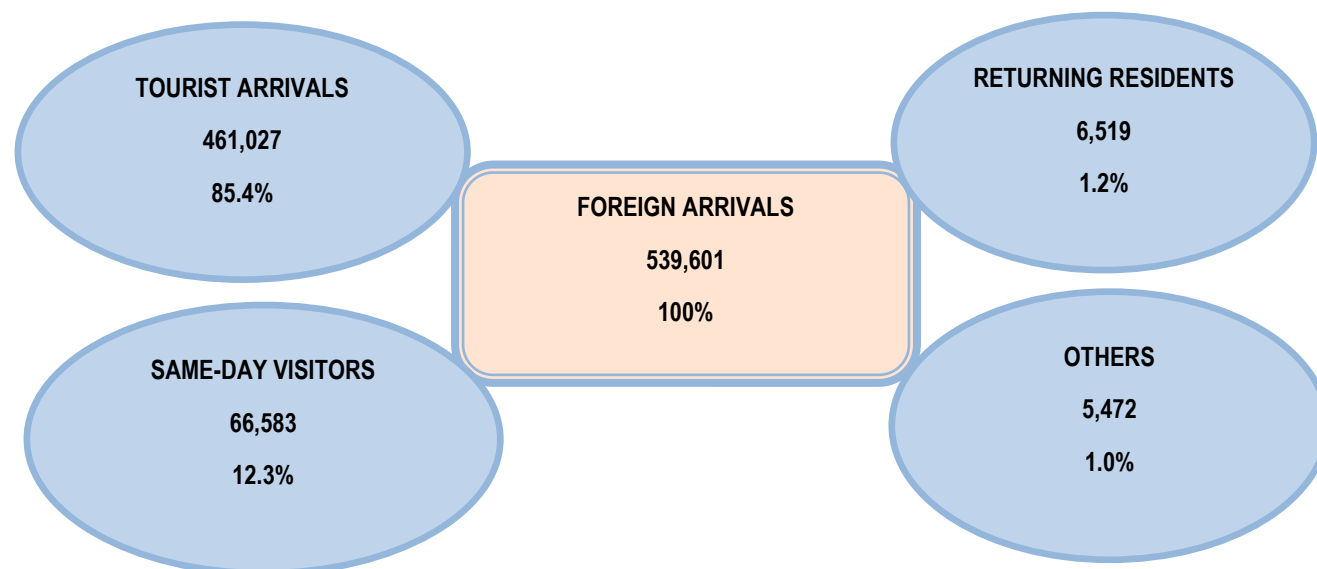 TOURIST ARRIVALS
461,027
85.4%
RETURNING RESIDENTS
6,519
1.2%
FOREIGN ARRIVALS
539,601
100%
SAME-DAY VISITORS
66,583
12.3%
OTHERS
5,472
1.0%